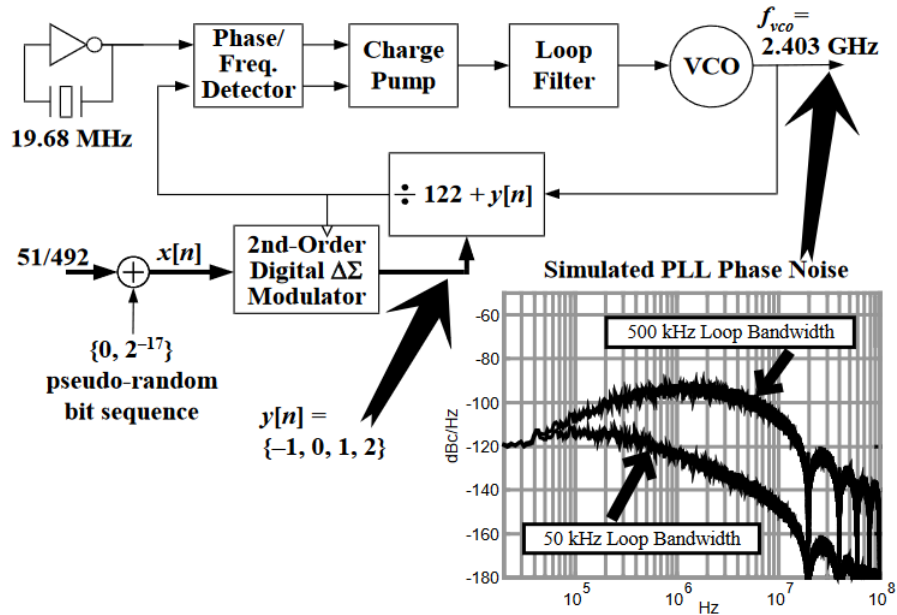 f_vco =
2.403 GHz
Phase/
Freq.
Detector
Charge
Pump
Loop
Filter
VCO
19.68 MHz
÷ 122 + y[n]
51/492
x[n]
2nd-Order
Digital ΔΣ
Modulator
{0, 2^–17}
pseudo-random
bit sequence
y[n] =
{–1, 0, 1, 2}
Simulated PLL Phase Noise
500 kHz Loop Bandwidth
50 kHz Loop Bandwidth
dBc/Hz
-60
-80
-100
-120
-140
-160
-180
10^5
10^6
10^7
10^8
Hz